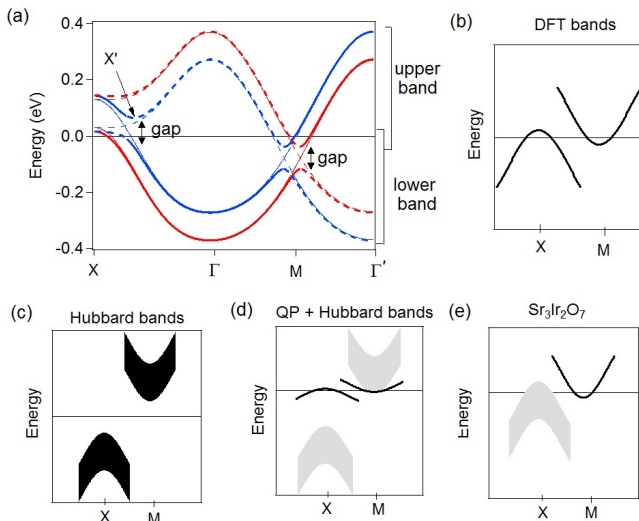 (a)
0.4
0.2
0.0
-0.2
-0.4
Energy (eV)
X'
gap
gap
X
Γ
M
Γ'
upper
band
lower
band
(b)
DFT bands
Energy
X
M
(c)
Hubbard bands
Energy
X
M
(d)
QP + Hubbard bands
Energy
X
M
(e)
Sr₃Ir₂O₇
Energy
X
M